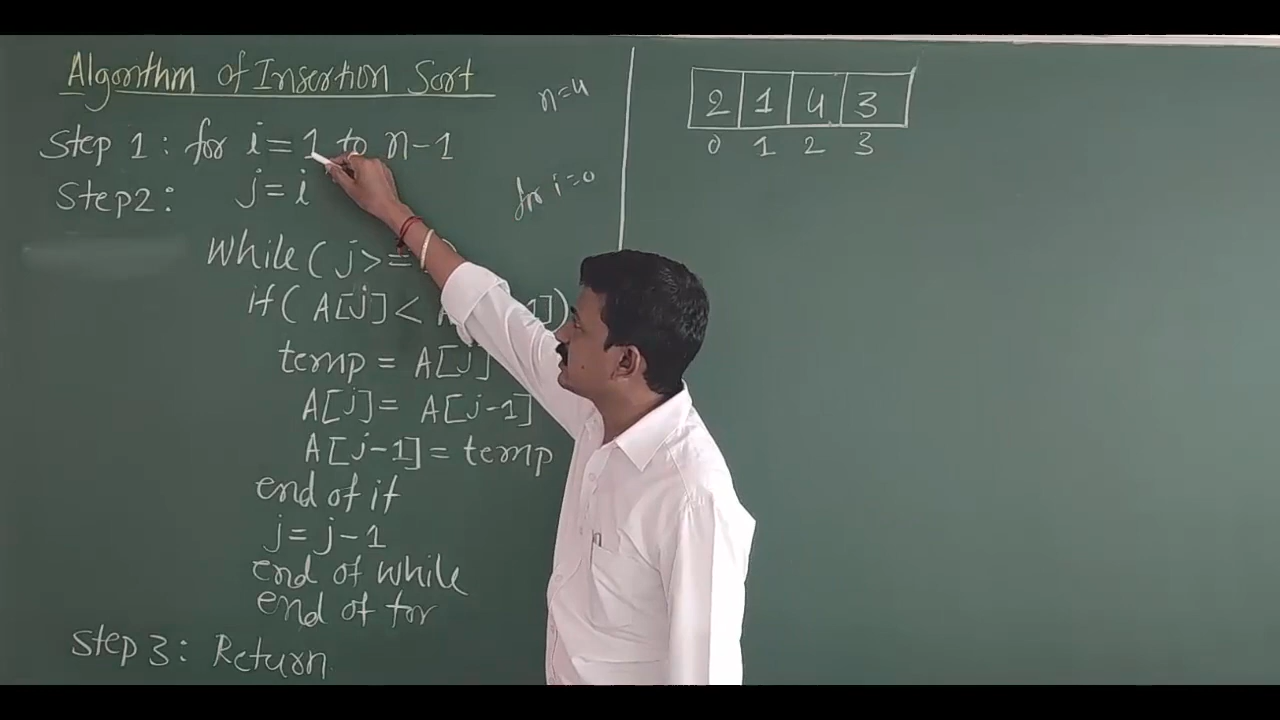 Algorithm of Insertion Sort
Step 1: for i = 1 to n-1
Step2: j = i
While( j>=
if( A[j] < 1])
temp = A[j]
A[j] = A[j-1]
A[j-1] = temp
end of if
j = j-1
end of while
end of for
Step 3: Return
n=4
for i=0
2 1 4 3
0 1 2 3